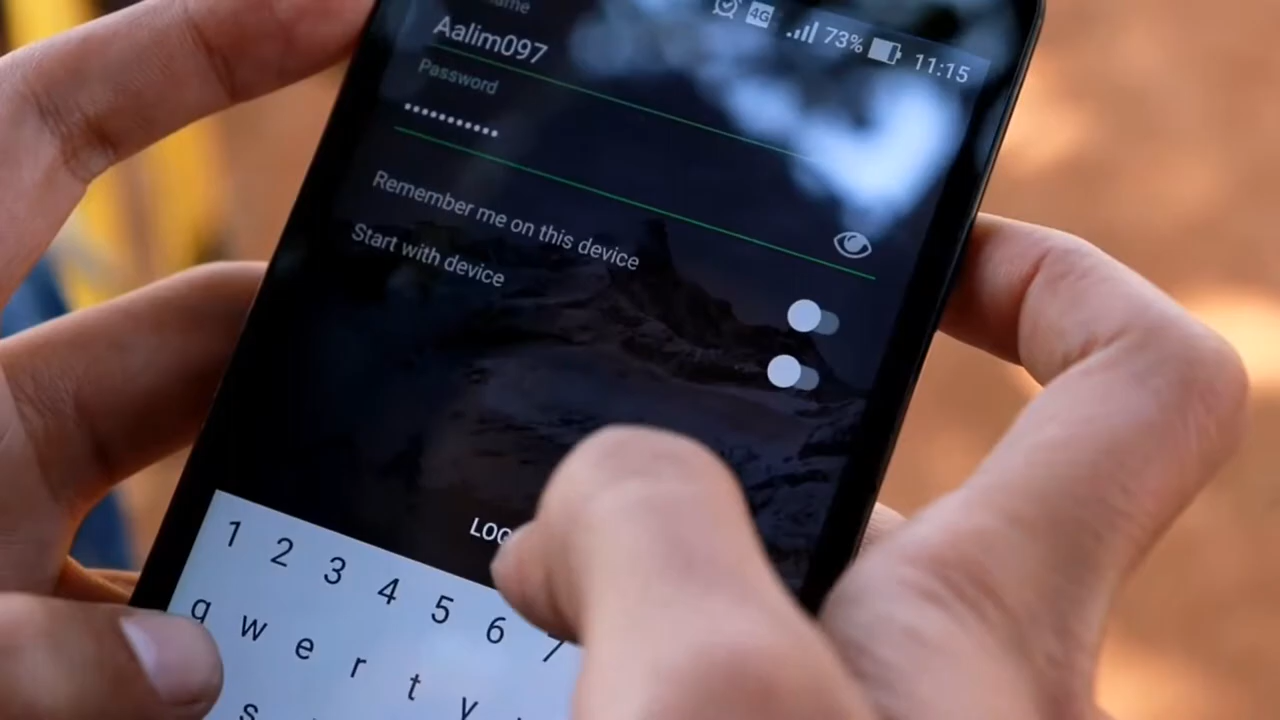 4G 73% 11:15
Aalim097
Password
•••••••••••
Remember me on this device
Start with device
1 2 3 4 5 6 7
q w e r t y
s